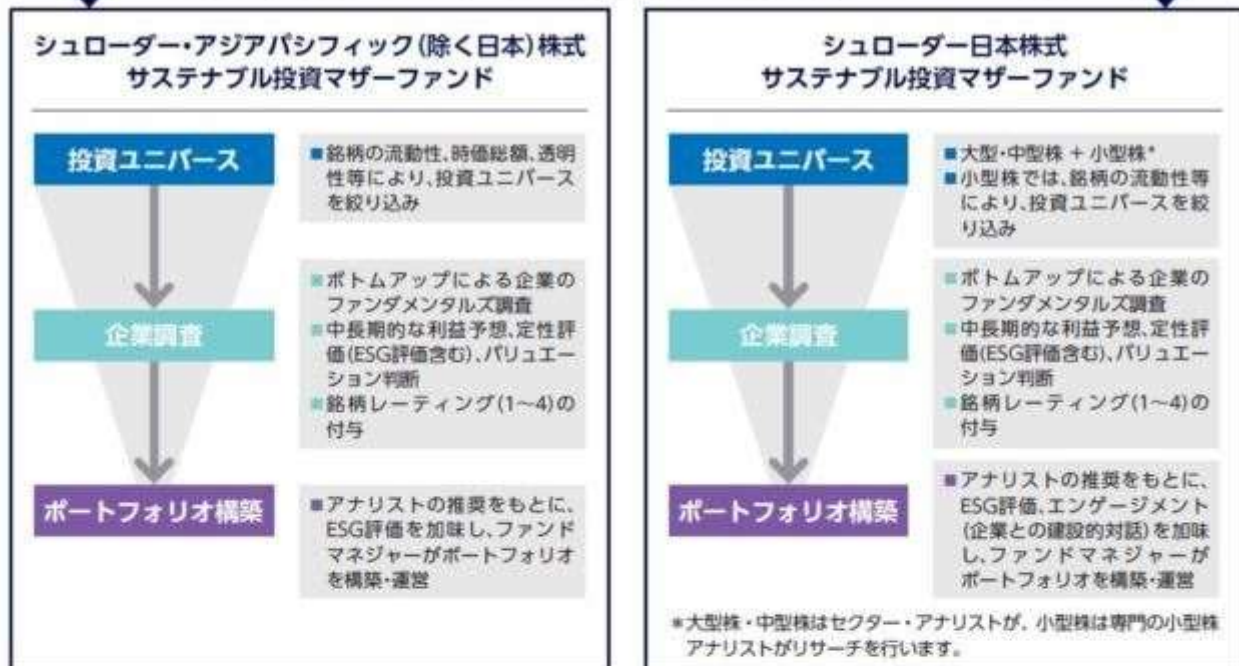 シュローダー・アジアパシフィック(除く日本)株式
サステナブル投資マザーファンド
投資ユニバース
■銘柄の流動性、時価総額、透明
性等により、投資ユニバース
を絞り込み
企業調査
■ボトムアップによる企業の
ファンダメンタルズ調査
■中長期的な利益予想、定性評
価(ESG評価含む)、バリュエー
ション判断
■銘柄レーティング(1～4)の
付与
ポートフォリオ構築
■アナリストの推奨をもとに、
ESG評価を加味し、ファンド
マネジャーがポートフォリオ
を構築・運営
シュローダー日本株式
サステナブル投資マザーファンド
投資ユニバース
■大型・中型株 + 小型株*
■小型株では、銘柄の流動性等
により、投資ユニバースを絞
り込み
企業調査
■ボトムアップによる企業の
ファンダメンタルズ調査
■中長期的な利益予想、定性評
価(ESG評価含む)、バリュエー
ション判断
■銘柄レーティング(1～4)の
付与
ポートフォリオ構築
■アナリストの推奨をもとに、
ESG評価、エンゲージメント
(企業との建設的対話)を加味
し、ファンドマネジャーが
ポートフォリオを構築・運営
*大型株・中型株はセクター・アナリストが、小型株は専門の小型株
アナリストがリサーチを行います。